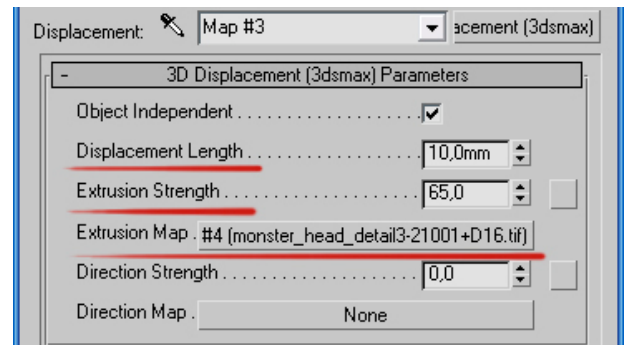 Displacement: Map #3 acement (3dsmax)
- 3D Displacement (3dsmax) Parameters
Object Independent . . . . . . . . . . . . . . . . . . .
Displacement Length . . . . . . . . . . . . . . . . . 10,0mm
Extrusion Strength . . . . . . . . . . . . . . . . . . . 65,0
Extrusion Map . #4 (monster_head_detail3-21001+D16.tif)
Direction Strength . . . . . . . . . . . . . . . . . . . 0,0
Direction Map . None